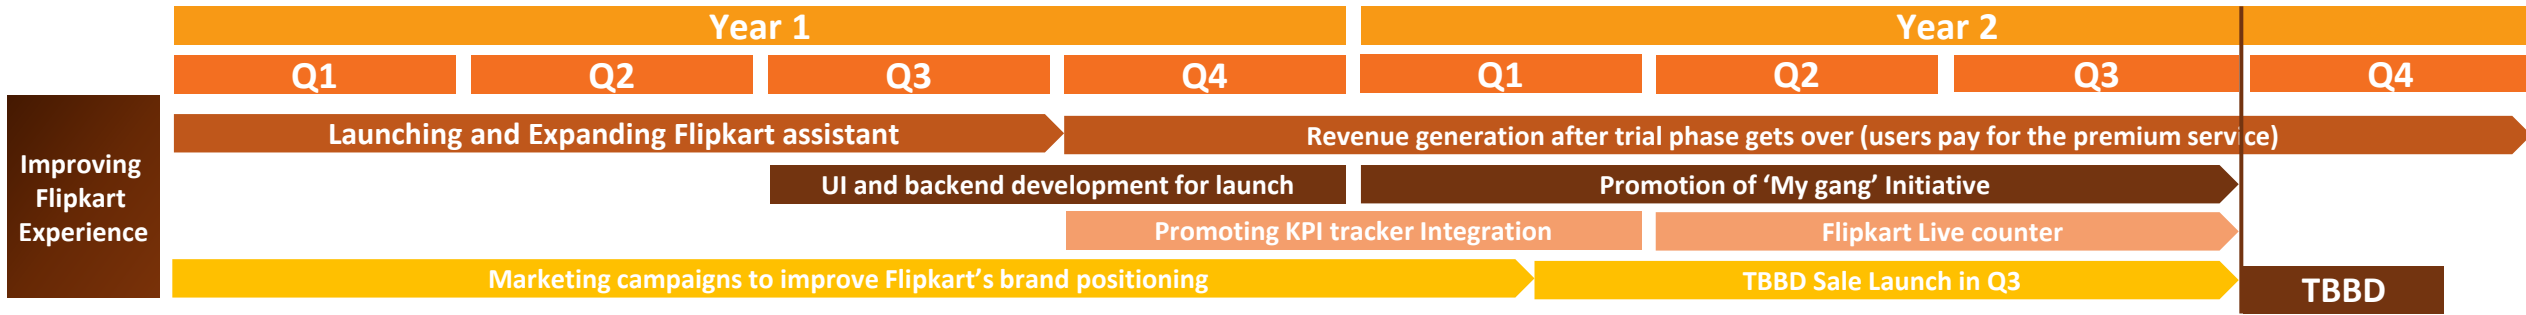 Year 1
Year 2
Q1
Q2
Q3
Q4
Q1
Q2
Q3
Q4
Improving
Flipkart
Experience
Launching and Expanding Flipkart assistant
Revenue generation after trial phase gets over (users pay for the premium service)
UI and backend development for launch
Promotion of ‘My gang’ Initiative
Promoting KPI tracker Integration
Flipkart Live counter
Marketing campaigns to improve Flipkart’s brand positioning
TBBD Sale Launch in Q3
TBBD